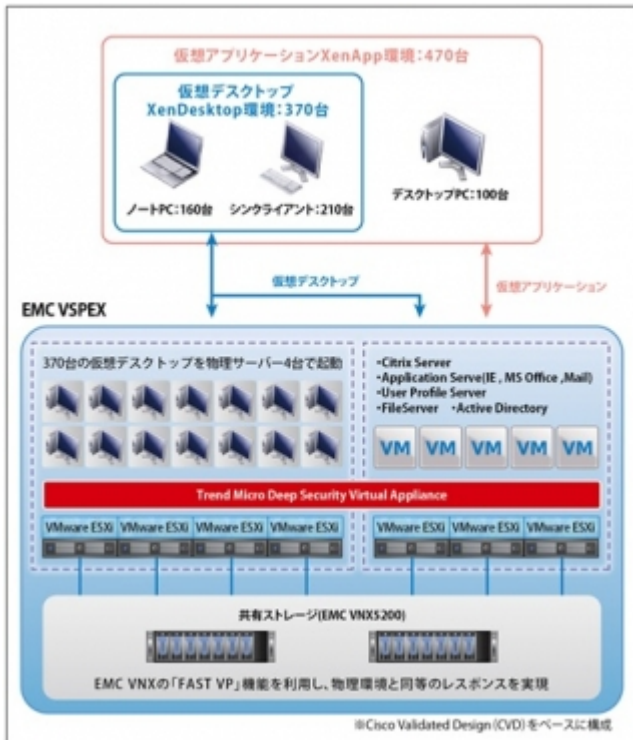 仮想アプリケーションXenApp環境:470台
仮想デスクトップ
XenDesktop環境:370台
ノートPC:160台
シンクライアント:210台
デスクトップPC:100台
仮想デスクトップ
仮想アプリケーション
EMC VSPEX
370台の仮想デスクトップを物理サーバー4台で起動
・Citrix Server
・Application Serve(IE , MS Office ,Mail)
・User Profile Server
・FileServer ・Active Directory
VM VM VM VM VM
Trend Micro Deep Security Virtual Appliance
VMware ESXi VMware ESXi VMware ESXi VMware ESXi
VMware ESXi VMware ESXi VMware ESXi
共有ストレージ(EMC VNX5200)
EMC VNXの「FAST VP」機能を利用し、物理環境と同等のレスポンスを実現
※Cisco Validated Design (CVD)をベースに構成